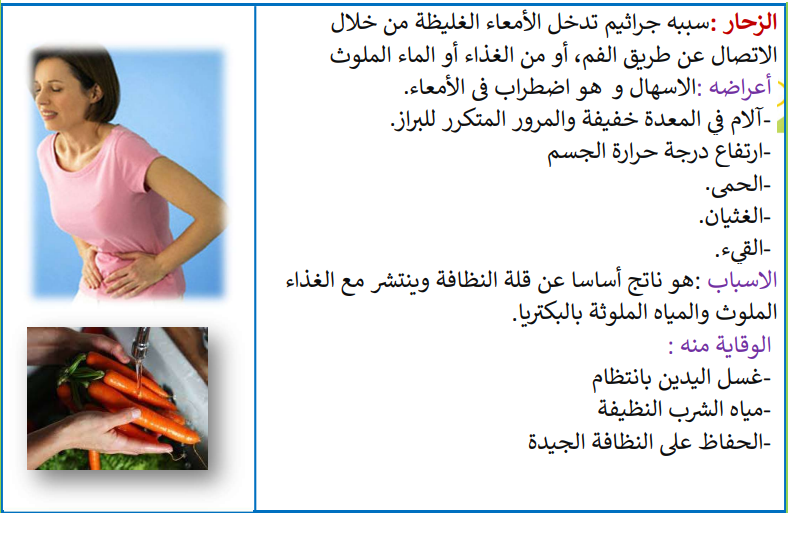 الزحار :سببه جراثيم تدخل الأمعاء الغليظة من خلال
الاتصال عن طريق الفم، أو من الغذاء أو الماء الملوث
أعراضه :الاسهال و هو اضطراب في الأمعاء.
-آلام في المعدة خفيفة والمرور المتكرر للبراز.
-ارتفاع درجة حرارة الجسم
-الحمى.
-الغثيان.
-القيء.
الاسباب :هو ناتج أساسا عن قلة النظافة وينتشر مع الغذاء
الملوث والمياه الملوثة بالبكتريا.
الوقاية منه :
-غسل اليدين بانتظام
-مياه الشرب النظيفة
-الحفاظ على النظافة الجيدة